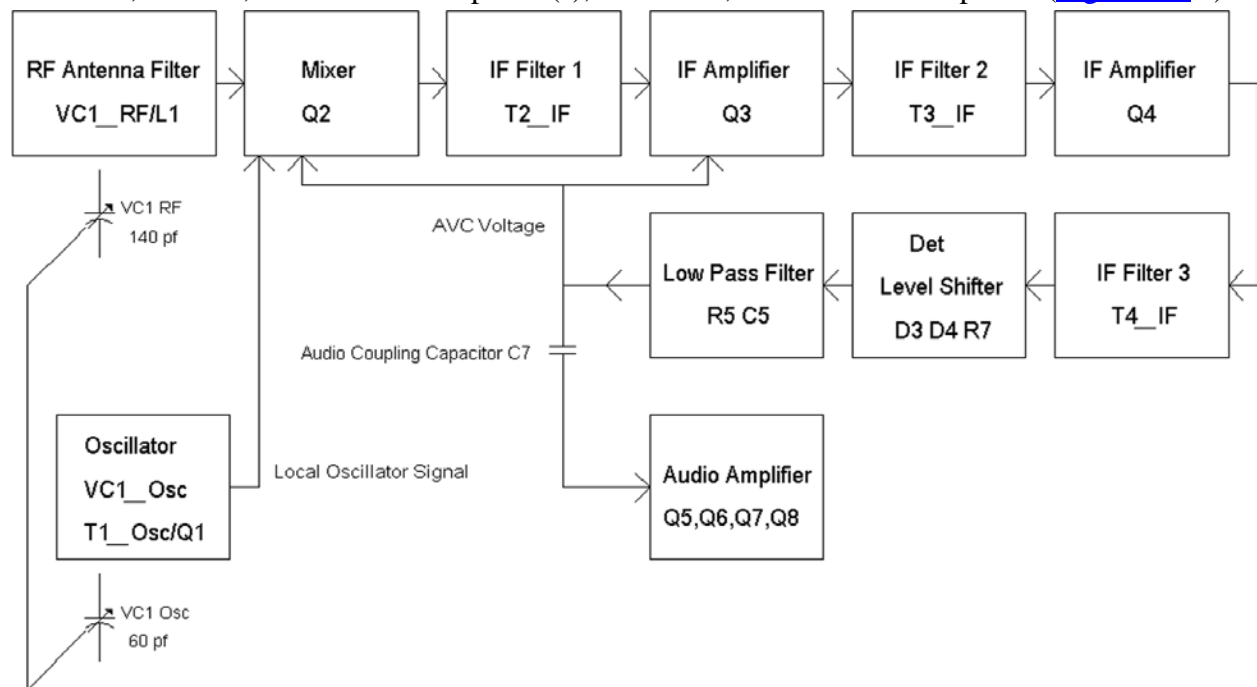 RF Antenna Filter
VC1__RF/L1
Mixer
Q2
IF Filter 1
T2__IF
IF Amplifier
Q3
IF Filter 2
T3__IF
IF Amplifier
Q4
VC1 RF
140 pf
AVC Voltage
Low Pass Filter
R5 C5
Det
Level Shifter
D3 D4 R7
IF Filter 3
T4__IF
Audio Coupling Capacitor C7
Oscillator
VC1__Osc
T1__Osc/Q1
Local Oscillator Signal
Audio Amplifier
Q5,Q6,Q7,Q8
VC1 Osc
60 pf